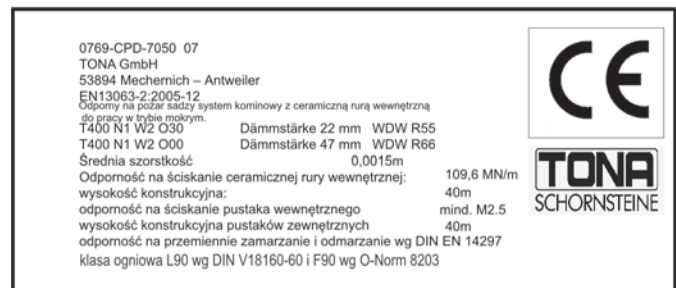 0769-CPD-7050 07
TONA GmbH
53894 Mechernich – Antweiler
EN13063-2:2005-12
Odporny na pożar sadzy system kominowy z ceramiczną rurą wewnętrzną
do pracy w trybie mokrym.
T400 N1 W2 O30 Dämmstärke 22 mm WDW R55
T400 N1 W2 O00 Dämmstärke 47 mm WDW R66
Średnia szorstkość 0,0015m
Odporność na ściskanie ceramicznej rury wewnętrznej: 109,6 MN/m
wysokość konstrukcyjna: 40m
odporność na ściskanie pustaka wewnętrznego mind. M2.5
wysokość konstrukcyjna pustaków zewnętrznych 40m
odporność na przemiennie zamarzanie i odmarzanie wg DIN EN 14297
klasa ogniowa L90 wg DIN V18160-60 i F90 wg O-Norm 8203
CE
TONA
SCHORNSTEINE